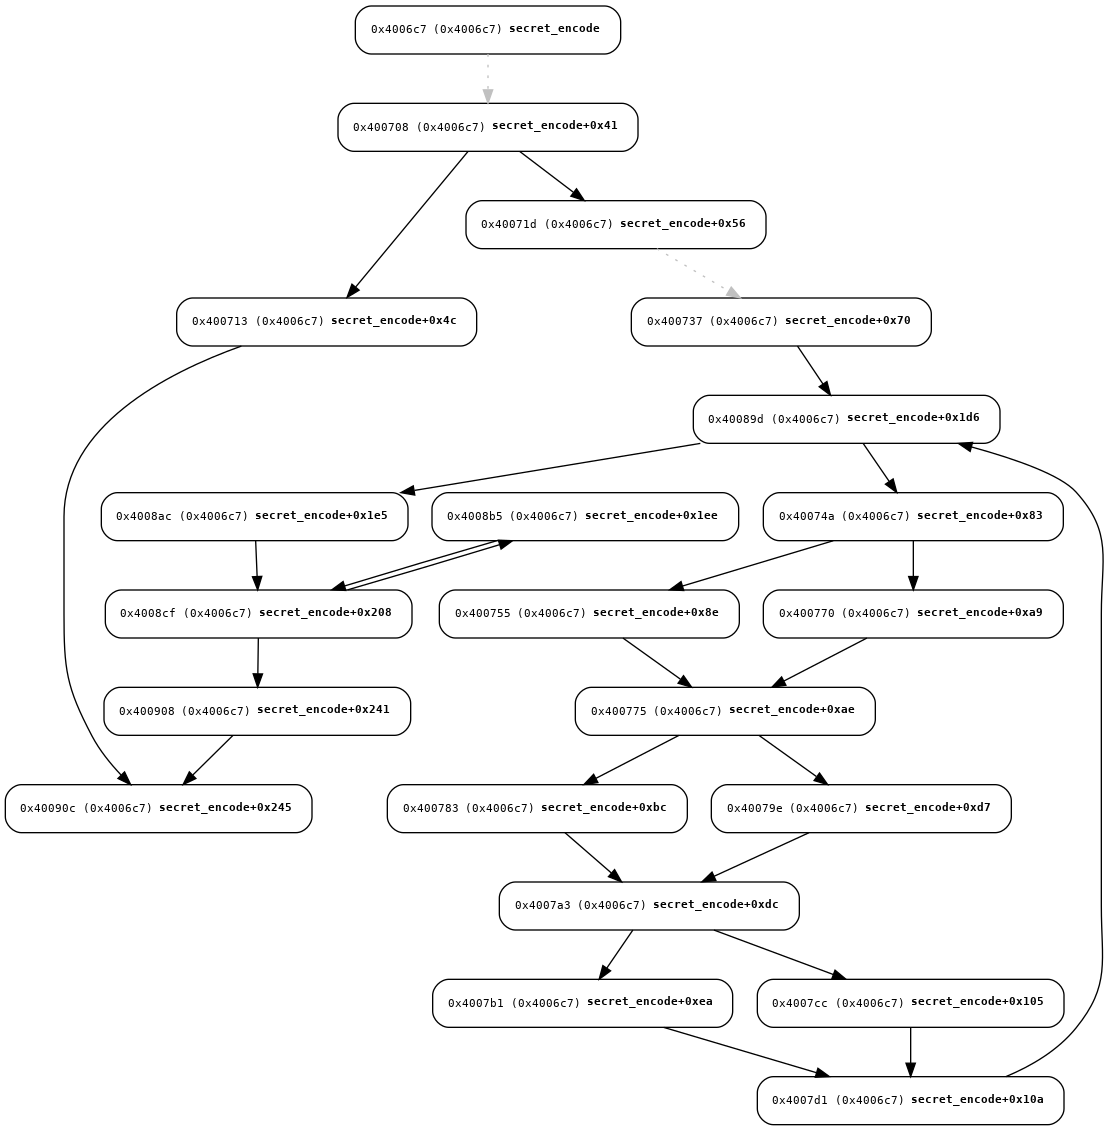 0x4006c7 (0x4006c7) secret_encode
0x400708 (0x4006c7) secret_encode+0x41
0x40071d (0x4006c7) secret_encode+0x56
0x400713 (0x4006c7) secret_encode+0x4c
0x400737 (0x4006c7) secret_encode+0x70
0x40089d (0x4006c7) secret_encode+0x1d6
0x4008ac (0x4006c7) secret_encode+0x1e5
0x4008b5 (0x4006c7) secret_encode+0x1ee
0x40074a (0x4006c7) secret_encode+0x83
0x4008cf (0x4006c7) secret_encode+0x208
0x400755 (0x4006c7) secret_encode+0x8e
0x400770 (0x4006c7) secret_encode+0xa9
0x400908 (0x4006c7) secret_encode+0x241
0x400775 (0x4006c7) secret_encode+0xae
0x40090c (0x4006c7) secret_encode+0x245
0x400783 (0x4006c7) secret_encode+0xbc
0x40079e (0x4006c7) secret_encode+0xd7
0x4007a3 (0x4006c7) secret_encode+0xdc
0x4007b1 (0x4006c7) secret_encode+0xea
0x4007cc (0x4006c7) secret_encode+0x105
0x4007d1 (0x4006c7) secret_encode+0x10a